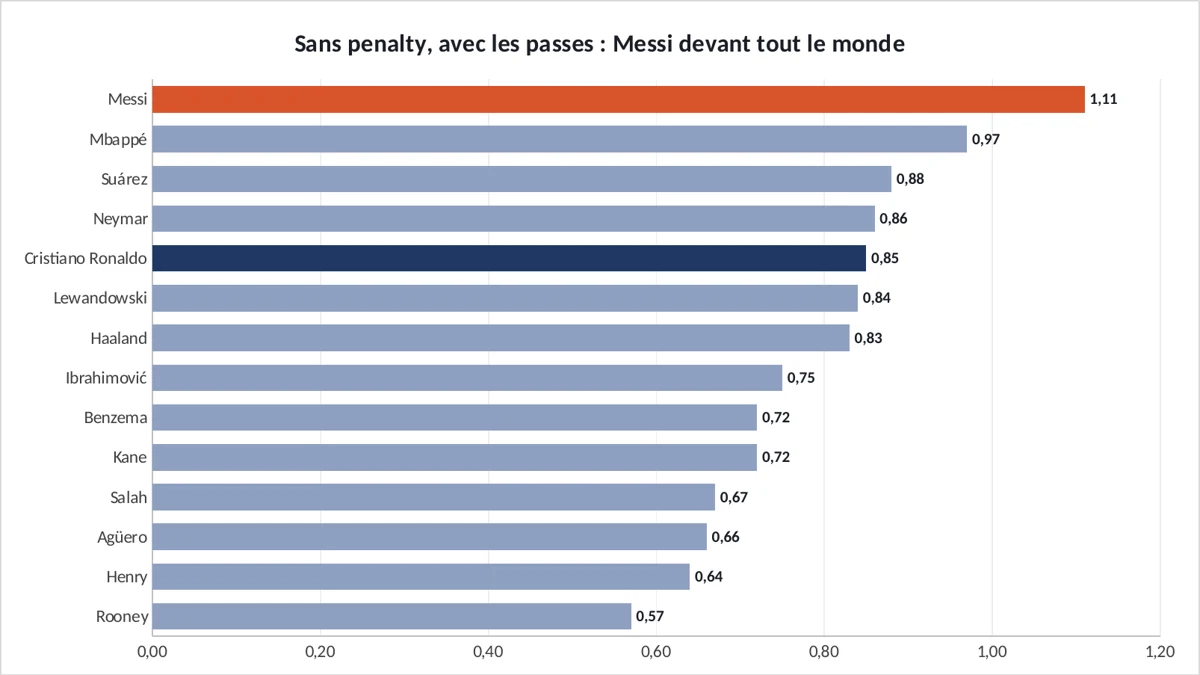 Sans penalty, avec les passes : Messi devant tout le monde
Messi 1,11
Mbappé 0,97
Suárez 0,88
Neymar 0,86
Cristiano Ronaldo 0,85
Lewandowski 0,84
Haaland 0,83
Ibrahimović 0,75
Benzema 0,72
Kane 0,72
Salah 0,67
Agüero 0,66
Henry 0,64
Rooney 0,57
0,00 0,20 0,40 0,60 0,80 1,00 1,20